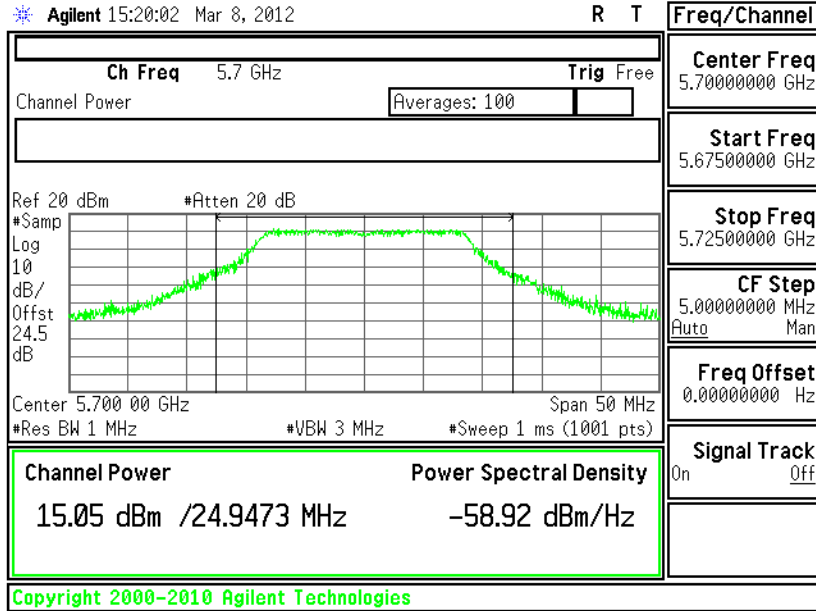 Agilent 15:20:02 Mar 8, 2012 R T
Ch Freq 5.7 GHz Trig Free
Channel Power Averages: 100
Ref 20 dBm #Atten 20 dB
#Samp
Log
10
dB/
Offst
24.5
dB
Center 5.700 00 GHz Span 50 MHz
#Res BW 1 MHz #VBW 3 MHz #Sweep 1 ms (1001 pts)
Channel Power Power Spectral Density
15.05 dBm /24.9473 MHz -58.92 dBm/Hz
Copyright 2000-2010 Agilent Technologies
Freq/Channel
Center Freq
5.70000000 GHz
Start Freq
5.67500000 GHz
Stop Freq
5.72500000 GHz
CF Step
5.00000000 MHz
Auto Man
Freq Offset
0.00000000 Hz
Signal Track
On Off